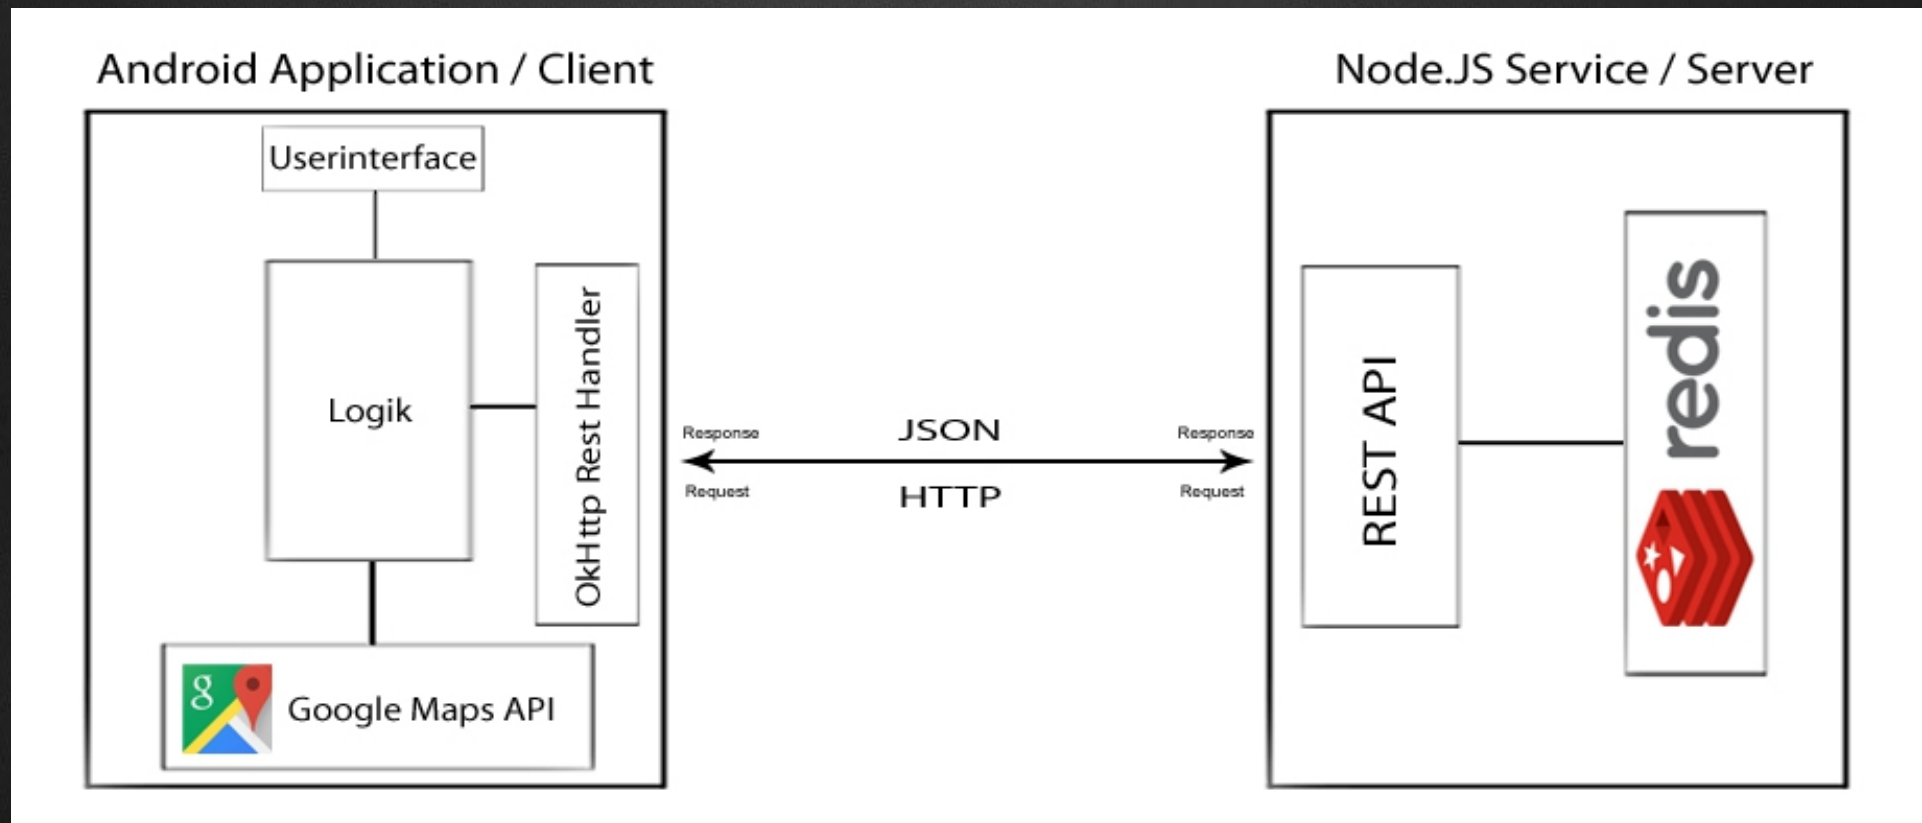 Android Application / Client
Userinterface
Logik
OkHttp Rest Handler
g
Google Maps API
Response
JSON
Response
Request
HTTP
Request
Node.JS Service / Server
REST API
redis